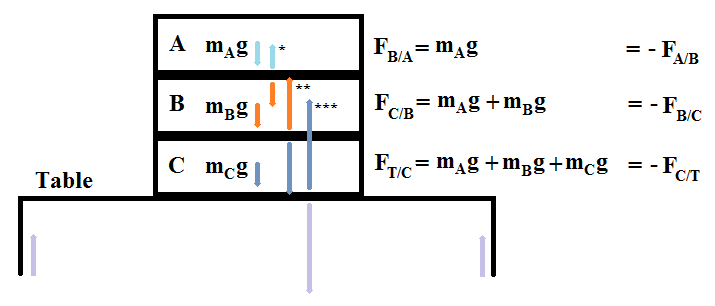 A m_Ag * F_B/A = m_Ag = - F_A/B
B m_Bg ** *** F_C/B = m_Ag + m_Bg = - F_B/C
C m_Cg F_T/C = m_Ag + m_Bg + m_Cg = - F_C/T
Table